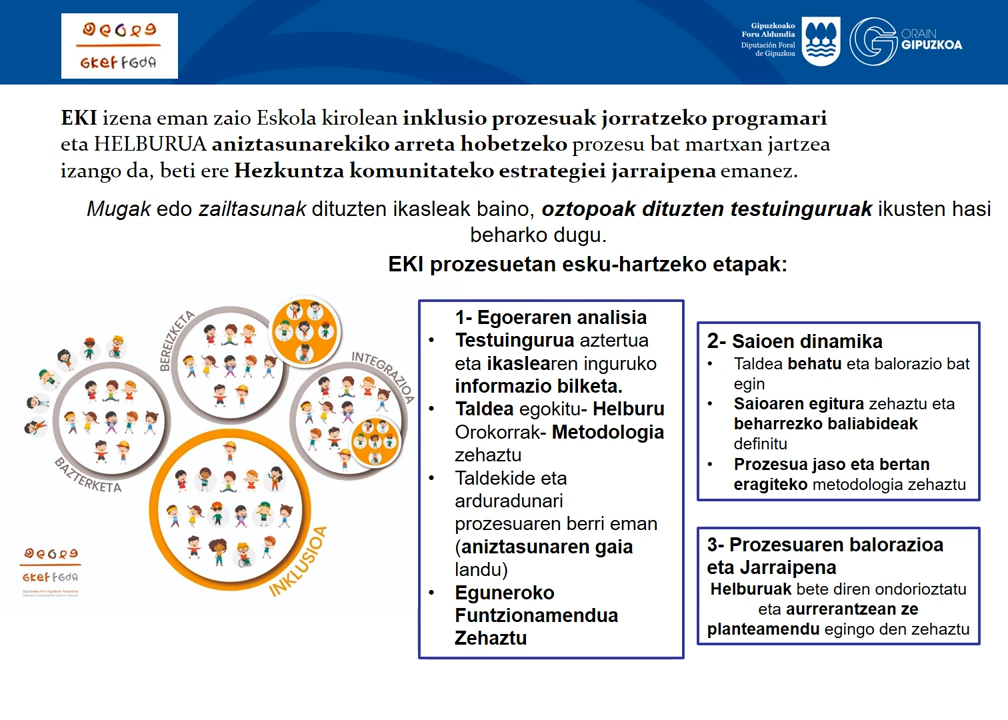 GKEF FGDA
Gipuzkoako
Foru Aldundia
Diputación Foral
de Gipuzkoa
ORAIN
GIPUZKOA
EKI izena eman zaio Eskola kirolean inklusio prozesuak jorratzeko programari
eta HELBURUA aniztasunarekiko arreta hobetzeko prozesu bat martxan jartzea
izango da, beti ere Hezkuntza komunitateko estrategiei jarraipena emanez.
Mugak edo zailtasunak dituzten ikasleak baino, oztopoak dituzten testuinguruak ikusten hasi
beharko dugu.
EKI prozesuetan esku-hartzeko etapak:
BEREIZKETA
INTEGRAZIOA
BAZTERKETA
INKLUSIOA
GKEF FGDA
1- Egoeraren analisia
• Testuingurua aztertua
eta ikaslearen inguruko
informazio bilketa.
• Taldea egokitu- Helburu
Orokorrak- Metodologia
zehaztu
• Taldekide eta
arduradunari
prozesuaren berri eman
(aniztasunaren gaia
landu)
• Eguneroko
Funtzionamendua
Zehaztu
2- Saioen dinamika
• Taldea behatu eta balorazio bat
egin
• Saioaren egitura zehaztu eta
beharrezko baliabideak
definitu
• Prozesua jaso eta bertan
eragiteko metodologia zehaztu
3- Prozesuaren balorazioa
eta Jarraipena
Helburuak bete diren ondorioztatu
eta aurrerantzean ze
planteamendu egingo den zehaztu